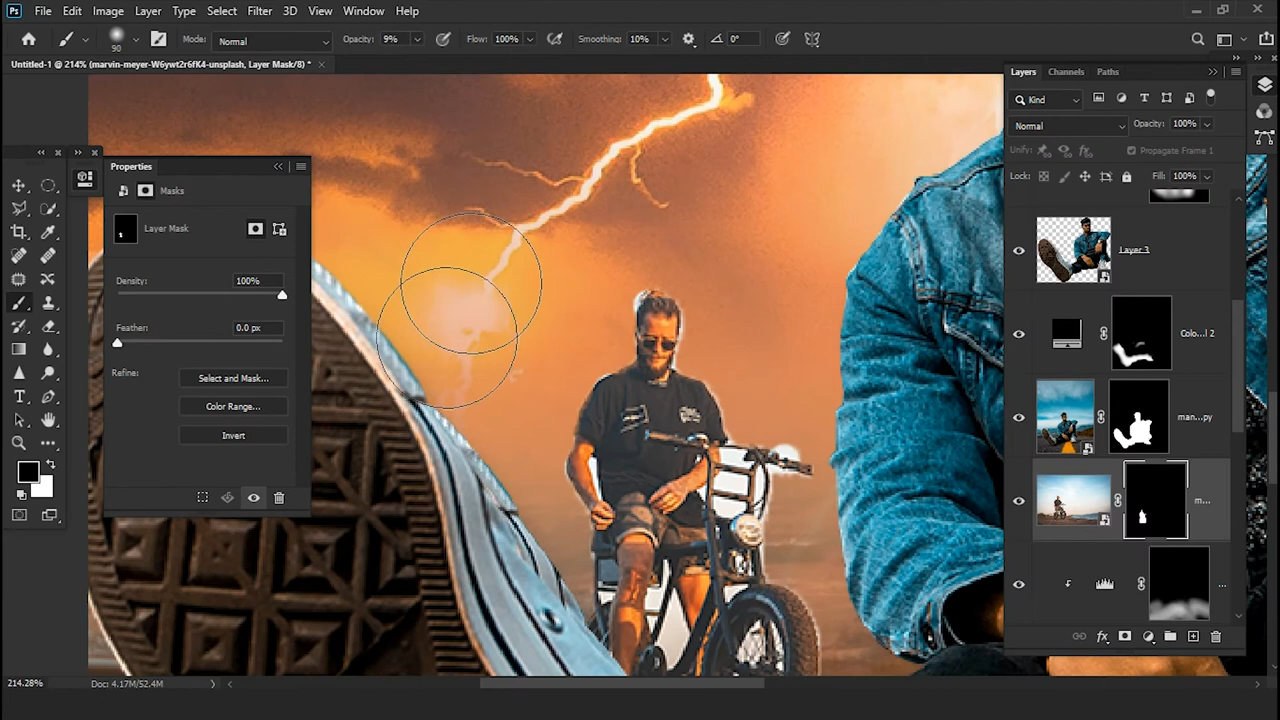 Ps File Edit Image Layer Type Select Filter 3D View Window Help
90 Mode: Normal Opacity: 9% Flow: 100% Smoothing: 10% 0°
Untitled-1 @ 214% (marvin-meyer-W6ywt2r6fK4-unsplash, Layer Mask/8) * ×
Properties
Masks
Layer Mask
Density: 100%
Feather: 0.0 px
Refine: Select and Mask...
Color Range...
Invert
Layers Channels Paths
Kind
Normal Opacity: 100%
Unify: Propagate Frame 1
Lock: Fill: 100%
Layer 3
Colo...l 2
man...py
m...
...
214.28% Doc: 4.17M/52.4M